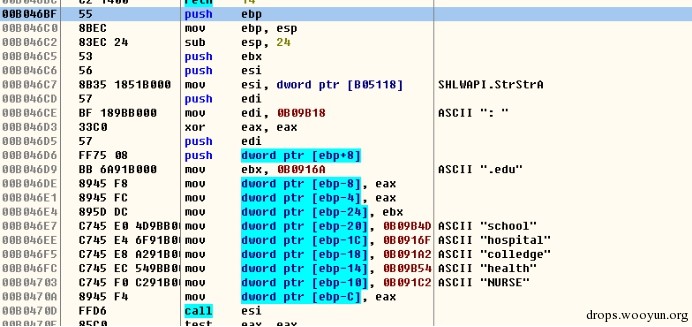 00B046BC C2 1400 retn 14
00B046BF 55 push ebp
00B046C0 8BEC mov ebp, esp
00B046C2 83EC 24 sub esp, 24
00B046C5 53 push ebx
00B046C6 56 push esi
00B046C7 8B35 1851B000 mov esi, dword ptr [B05118] SHLWAPI.StrStrA
00B046CD 57 push edi
00B046CE BF 189BB000 mov edi, 0B09B18 ASCII ": "
00B046D3 33C0 xor eax, eax
00B046D5 57 push edi
00B046D6 FF75 08 push dword ptr [ebp+8]
00B046D9 BB 6A91B000 mov ebx, 0B0916A ASCII ".edu"
00B046DE 8945 F8 mov dword ptr [ebp-8], eax
00B046E1 8945 FC mov dword ptr [ebp-4], eax
00B046E4 895D DC mov dword ptr [ebp-24], ebx
00B046E7 C745 E0 4D9BB0 mov dword ptr [ebp-20], 0B09B4D ASCII "school"
00B046EE C745 E4 6F91B0 mov dword ptr [ebp-1C], 0B0916F ASCII "hospital"
00B046F5 C745 E8 A291B0 mov dword ptr [ebp-18], 0B091A2 ASCII "colledge"
00B046FC C745 EC 549BB0 mov dword ptr [ebp-14], 0B09B54 ASCII "health"
00B04703 C745 F0 C291B0 mov dword ptr [ebp-10], 0B091C2 ASCII "NURSE"
00B0470A 8945 F4 mov dword ptr [ebp-C], eax
00B0470D FFD6 call esi
00B0470F 85C0 test eax, eax
drops.wooyun.org